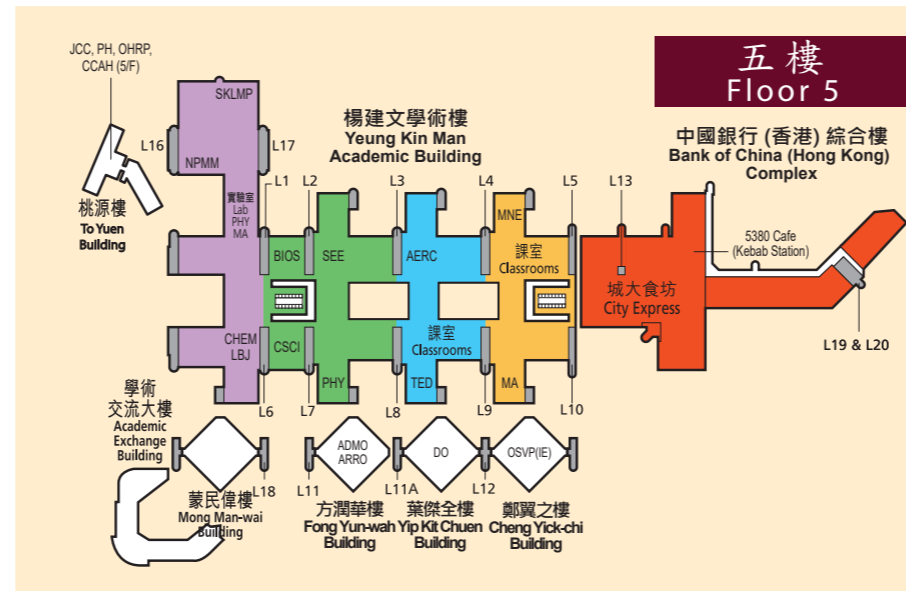 五樓
Floor 5
JCC, PH, OHRP,
CCAH (5/F)
桃源樓
To Yuen
Building
SKLMP
L16
L17
NPMM
實驗室
Lab
PHY
MA
楊建文學術樓
Yeung Kin Man
Academic Building
中國銀行 (香港) 綜合樓
Bank of China (Hong Kong)
Complex
L1
L2
L3
L4
L5
L13
MNE
BIOS
SEE
AERC
課室
Classrooms
5380 Cafe
(Kebab Station)
城大食坊
City Express
CHEM
LBJ
CSCI
課室
Classrooms
L19 & L20
PHY
TED
MA
L6
L7
L8
L9
L10
學術
交流大樓
Academic
Exchange
Building
ADMO
ARRO
DO
OSVP(IE)
L18
L11
L11A
L12
蒙民偉樓
Mong Man-wai
Building
方潤華樓
Fong Yun-wah
Building
葉傑全樓
Yip Kit Chuen
Building
鄭翼之樓
Cheng Yick-chi
Building